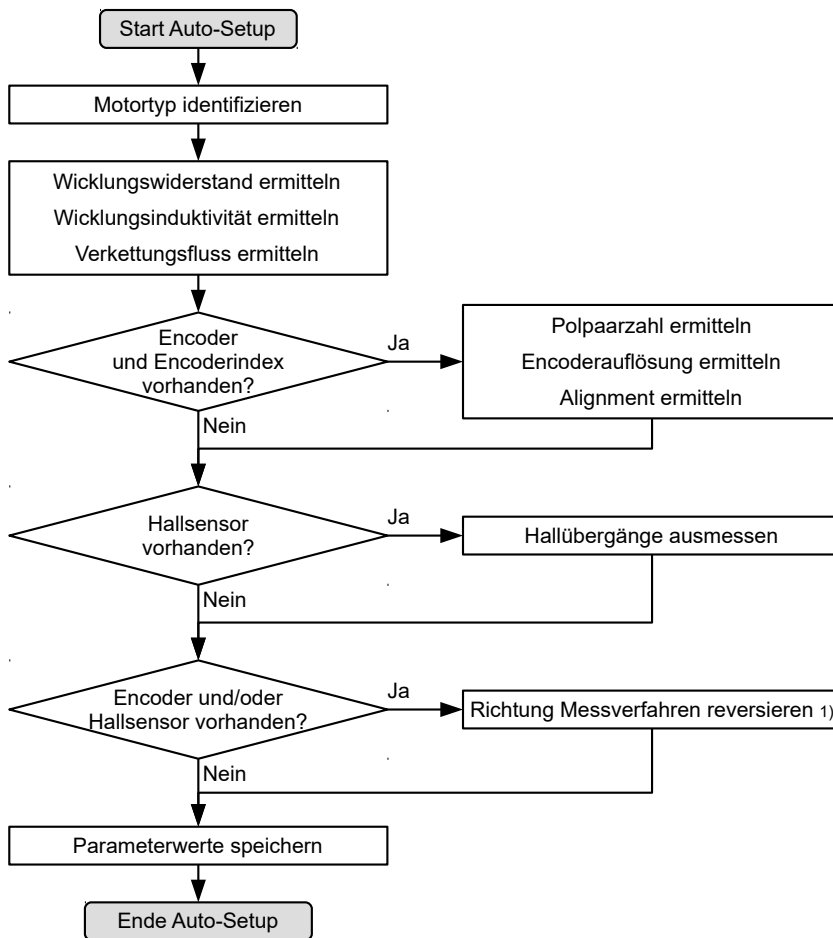 Start Auto-Setup
Motortyp identifizieren
Wicklungswiderstand ermitteln
Wicklungsinduktivität ermitteln
Verkettungsfluss ermitteln
Encoder
und Encoderindex
vorhanden?
Ja
Polpaarzahl ermitteln
Encoderauflösung ermitteln
Alignment ermitteln
Nein
Hallsensor
vorhanden?
Ja
Hallübergänge ausmessen
Nein
Encoder und/oder
Hallsensor vorhanden?
Ja
Richtung Messverfahren reversieren 1)
Nein
Parameterwerte speichern
Ende Auto-Setup